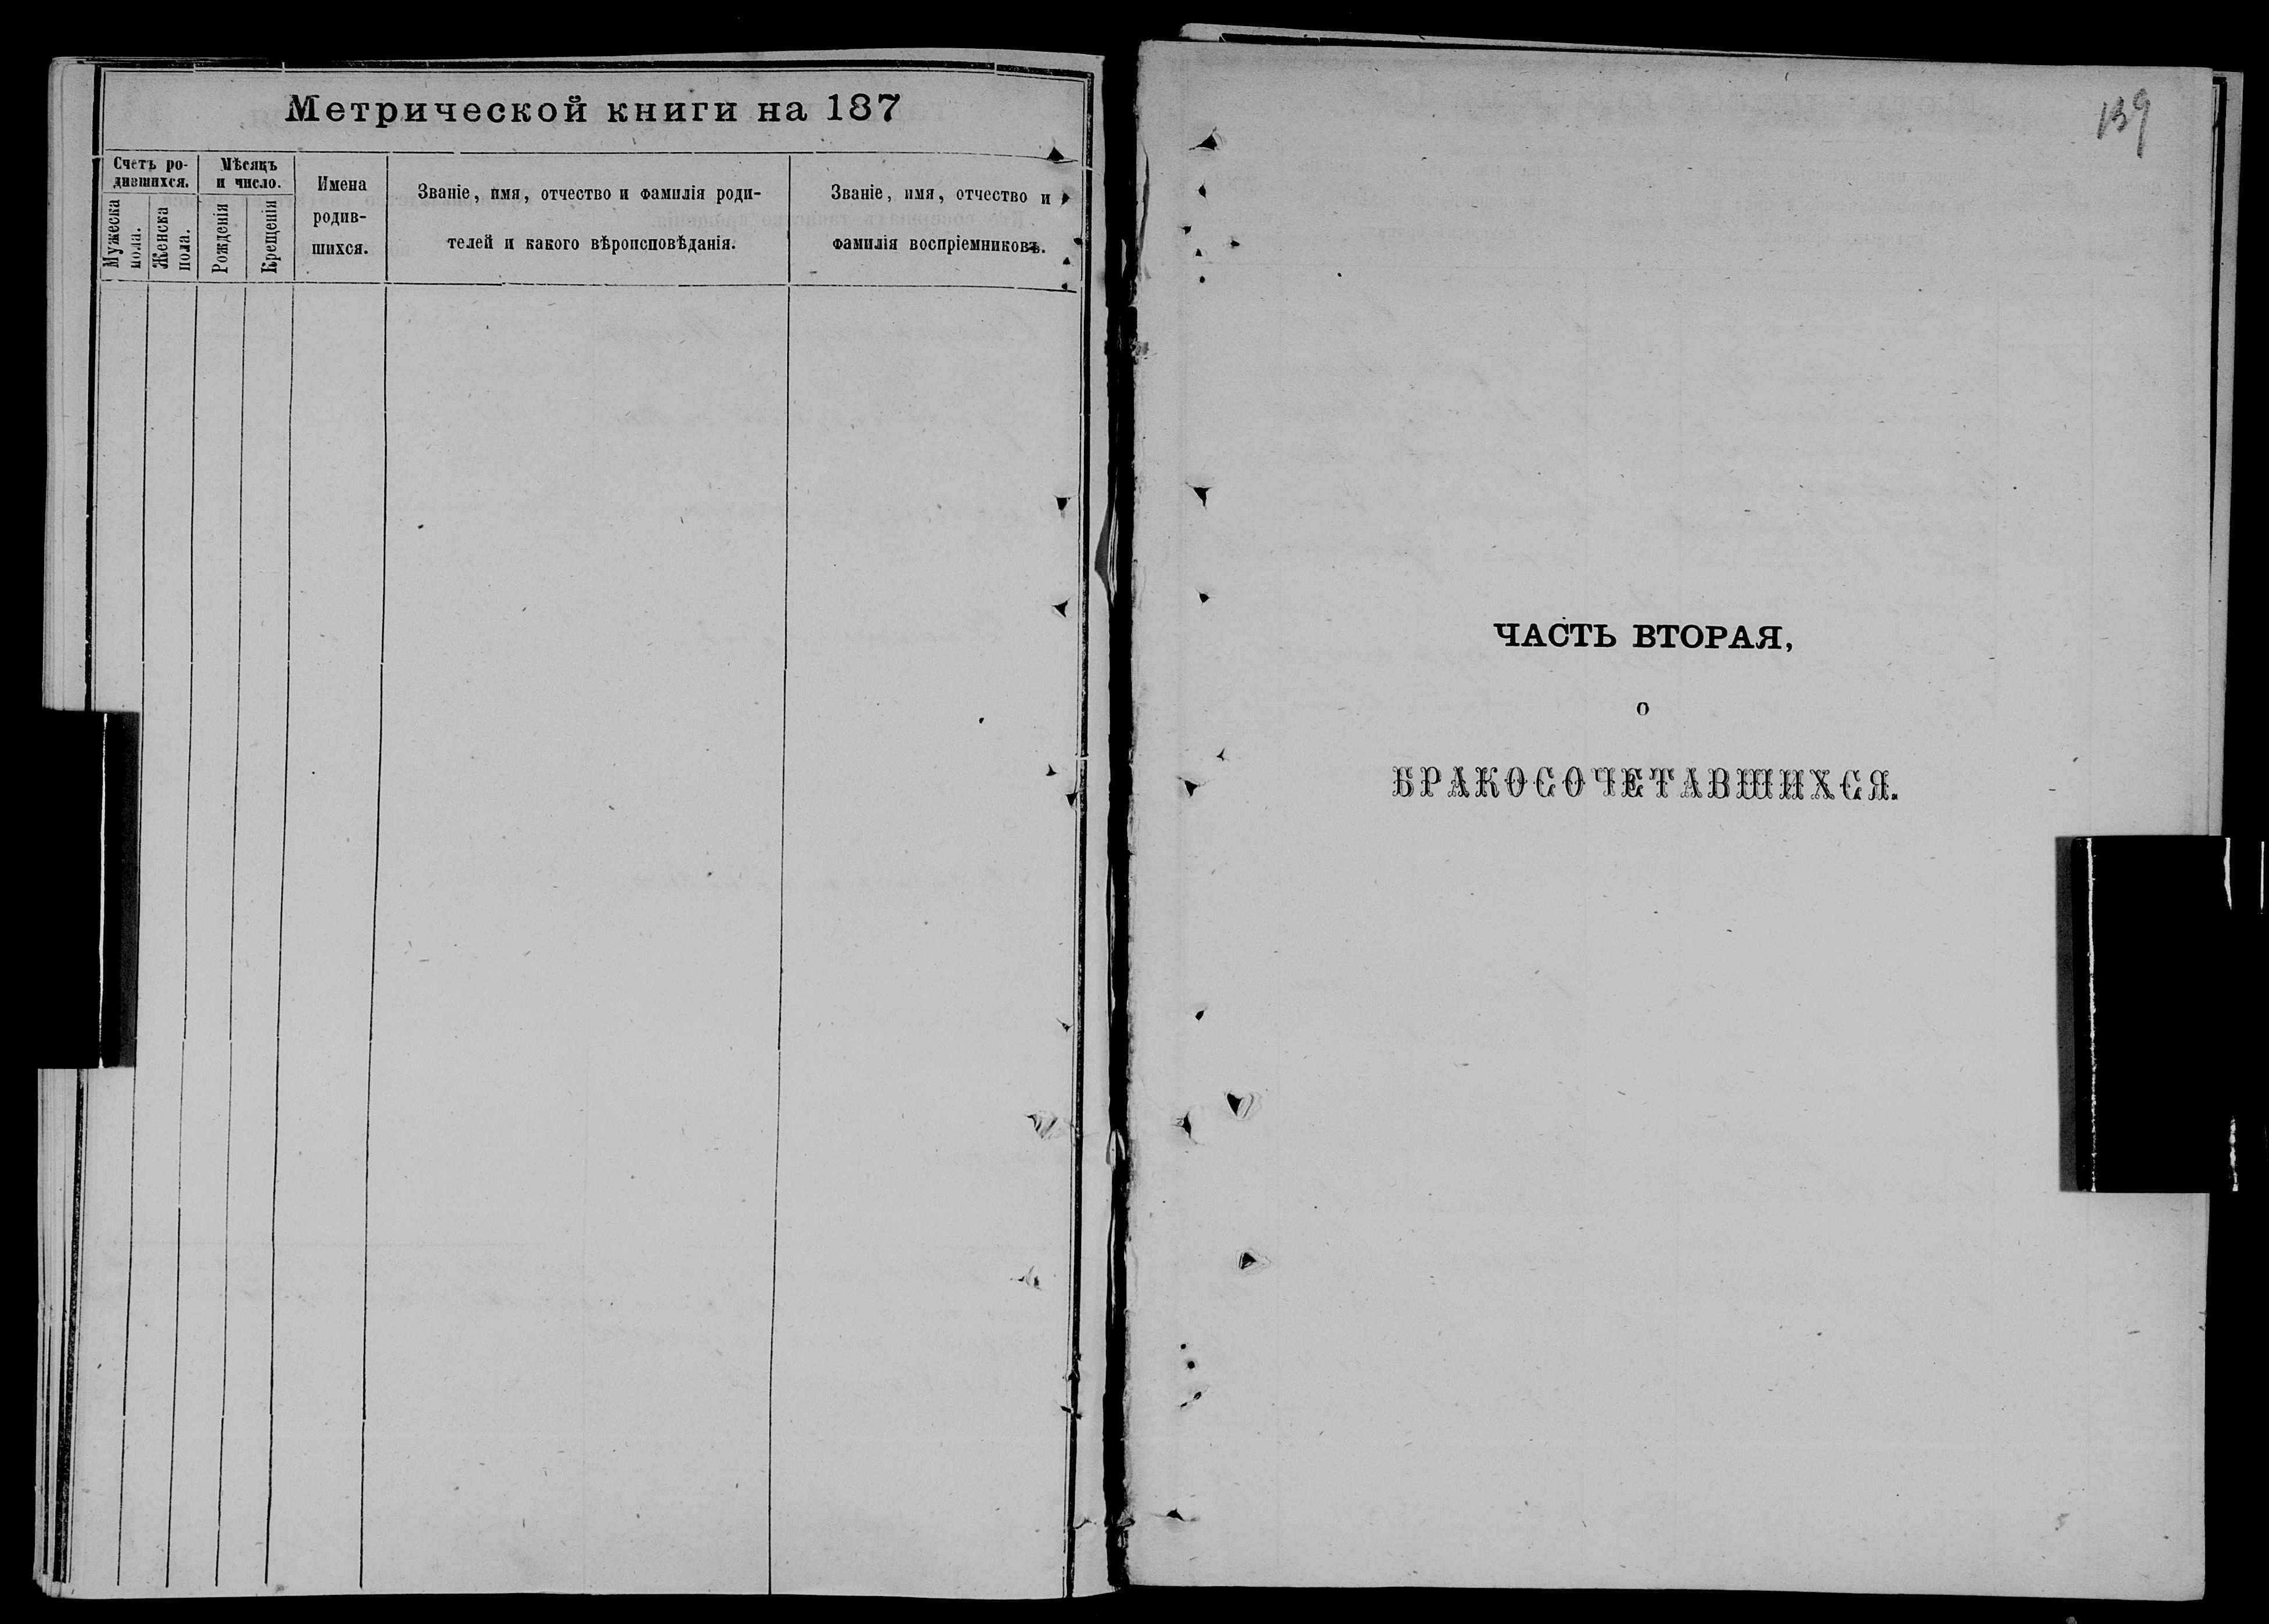 Метрической книги на 187
Счетъ ро-
дившихся.
Мужеска
пола.
Женска
пола.
Мѣсяцъ
и число.
Рожденія
Крещенія
Имена
родив-
шихся.
Званіе, имя, отчество и фамилія роди-
телей и какого вѣроисповѣданія.
Званіе, имя, отчество и
фамилія воспріемниковъ.
139
ЧАСТЬ ВТОРАЯ,
о
БРАКОСОЧЕТАВШИХСЯ.